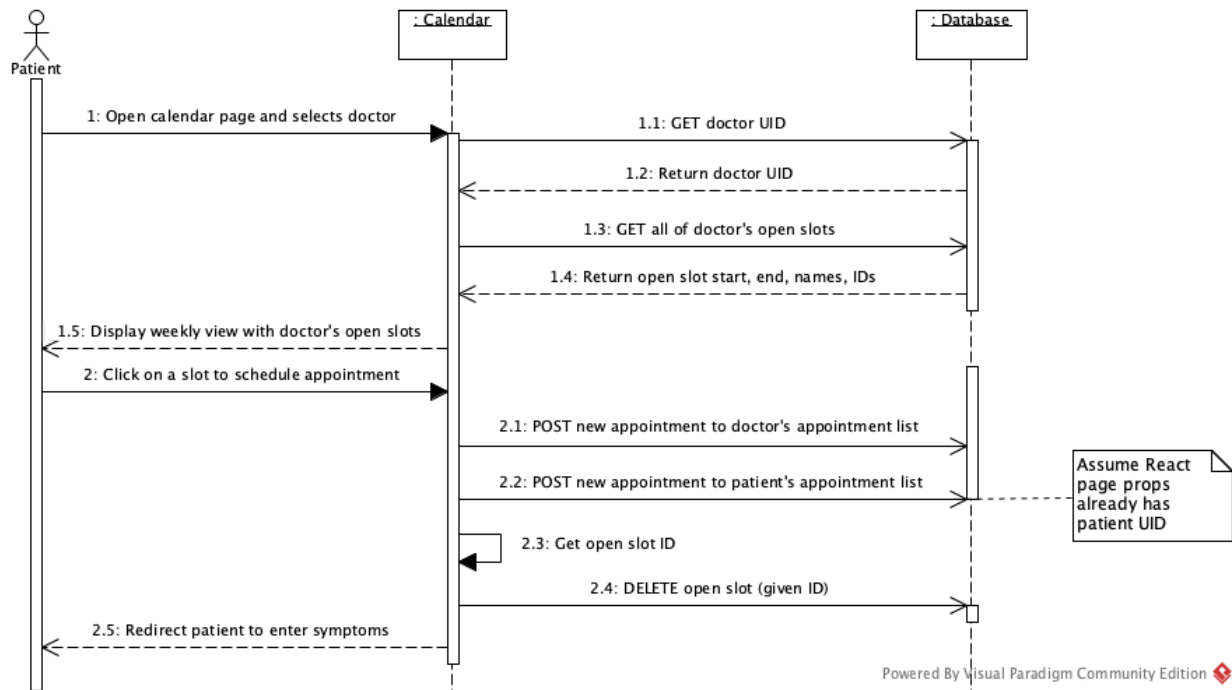 : Calendar
: Database
Patient
1: Open calendar page and selects doctor
1.1: GET doctor UID
1.2: Return doctor UID
1.3: GET all of doctor's open slots
1.4: Return open slot start, end, names, IDs
1.5: Display weekly view with doctor's open slots
2: Click on a slot to schedule appointment
2.1: POST new appointment to doctor's appointment list
2.2: POST new appointment to patient's appointment list
Assume React
page props
already has
patient UID
2.3: Get open slot ID
2.4: DELETE open slot (given ID)
2.5: Redirect patient to enter symptoms
Powered By Visual Paradigm Community Edition